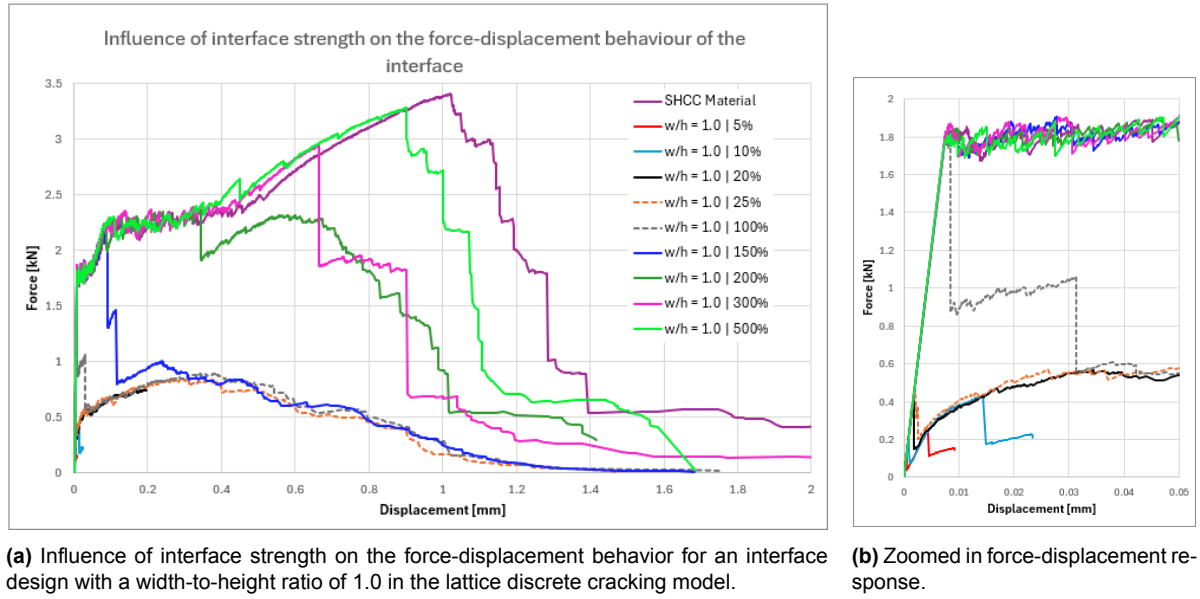 Influence of interface strength on the force-displacement behaviour of the
interface
3.5
3
2.5
2
1.5
1
0.5
0
Force [kN]
0
0.2
0.4
0.6
0.8
1
1.2
1.4
1.6
1.8
2
Displacement [mm]
SHCC Material
w/h = 1.0 | 5%
w/h = 1.0 | 10%
w/h = 1.0 | 20%
w/h = 1.0 | 25%
w/h = 1.0 | 100%
w/h = 1.0 | 150%
w/h = 1.0 | 200%
w/h = 1.0 | 300%
w/h = 1.0 | 500%
2
1.8
1.6
1.4
1.2
1
0.8
0.6
0.4
0.2
0
Force [kN]
0
0.01
0.02
0.03
0.04
0.05
Displacement [mm]
(a) Influence of interface strength on the force-displacement behavior for an interface
design with a width-to-height ratio of 1.0 in the lattice discrete cracking model.
(b) Zoomed in force-displacement re-
sponse.